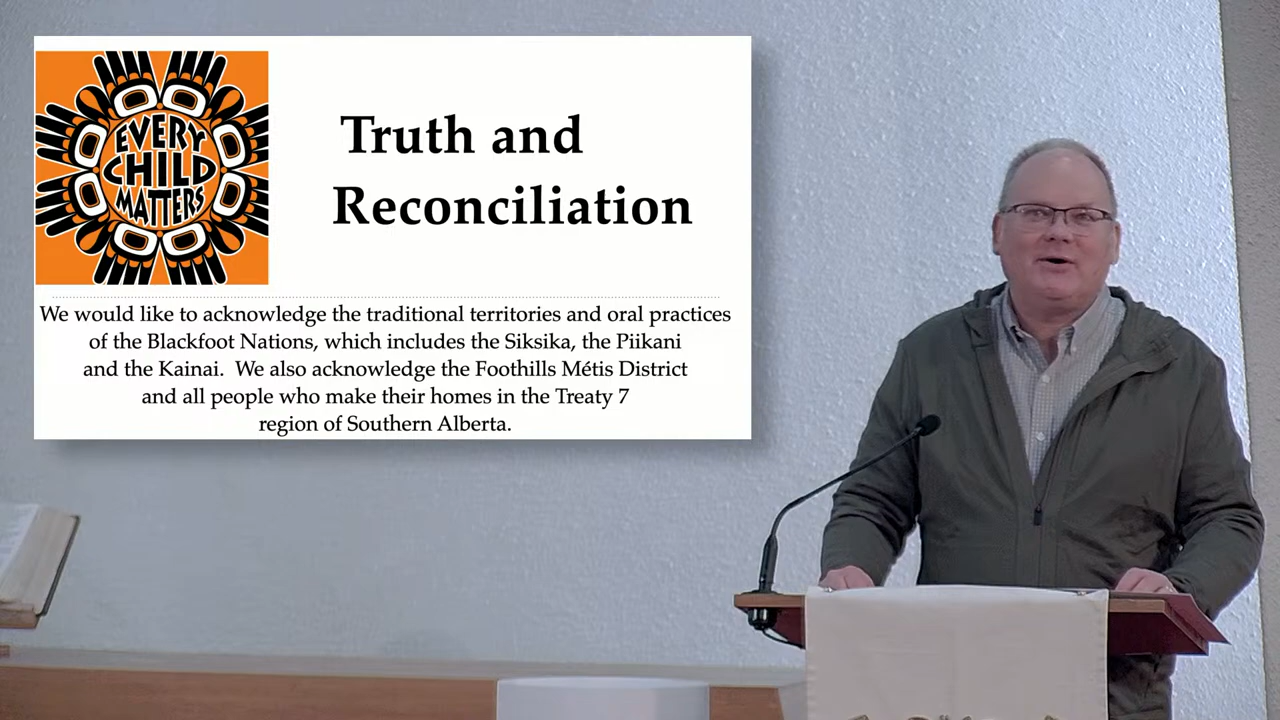 EVERY
CHILD
MATTERS
Truth and
Reconciliation
We would like to acknowledge the traditional territories and oral practices
of the Blackfoot Nations, which includes the Siksika, the Piikani
and the Kainai.  We also acknowledge the Foothills Métis District
and all people who make their homes in the Treaty 7
region of Southern Alberta.